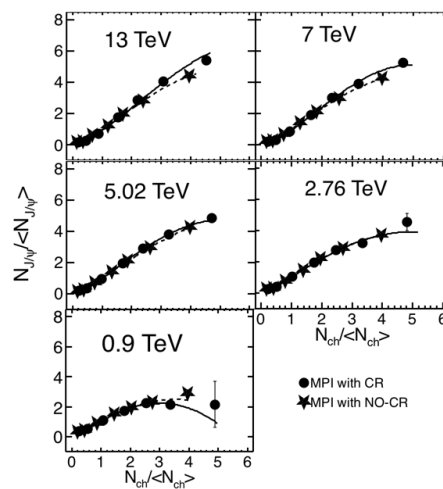 8
13 TeV
7 TeV
6
4
2
0
N_J/ψ/<N_J/ψ>
8
5.02 TeV
2.76 TeV
6
4
2
0
0 1 2 3 4 5 6
N_ch/<N_ch>
8
0.9 TeV
6
4
2
0
MPI with CR
MPI with NO-CR
0 1 2 3 4 5 6
N_ch/<N_ch>